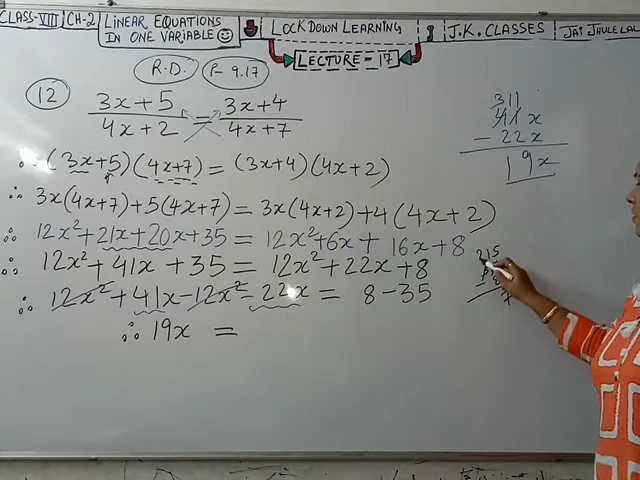 CLASS-VIII CH-2 LINEAR EQUATIONS IN ONE VARIABLE LOCKDOWN LEARNING J.K. CLASSES JAI JHULELAL
LECTURE - 17
R.D. P-9.17
12 (3x+5)/(4x+2) = (3x+4)/(4x+7)
∴ (3x+5)(4x+7) = (3x+4)(4x+2)
∴ 3x(4x+7)+5(4x+7) = 3x(4x+2)+4(4x+2)
∴ 12x²+21x+20x+35 = 12x²+6x+16x+8
∴ 12x²+41x+35 = 12x²+22x+8
∴ 12x²+41x-12x²-22x = 8-35
∴ 19x =
311
41x
-22x
19x
215
7